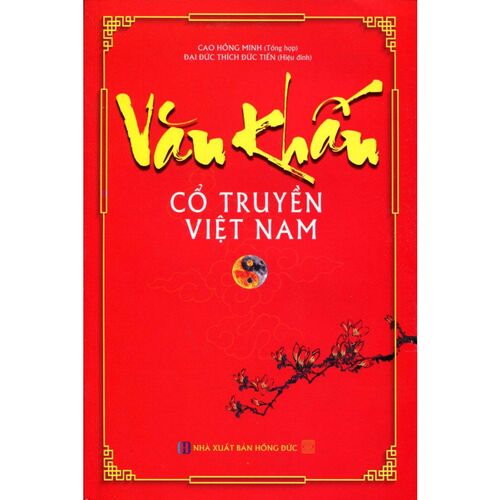 CAO HỒNG MINH (Tổng hợp)
ĐẠI ĐỨC THÍCH ĐỨC TIẾN (Hiệu đính)
Văn khấn
CỔ TRUYỀN
VIỆT NAM
NHÀ XUẤT BẢN HỒNG ĐỨC